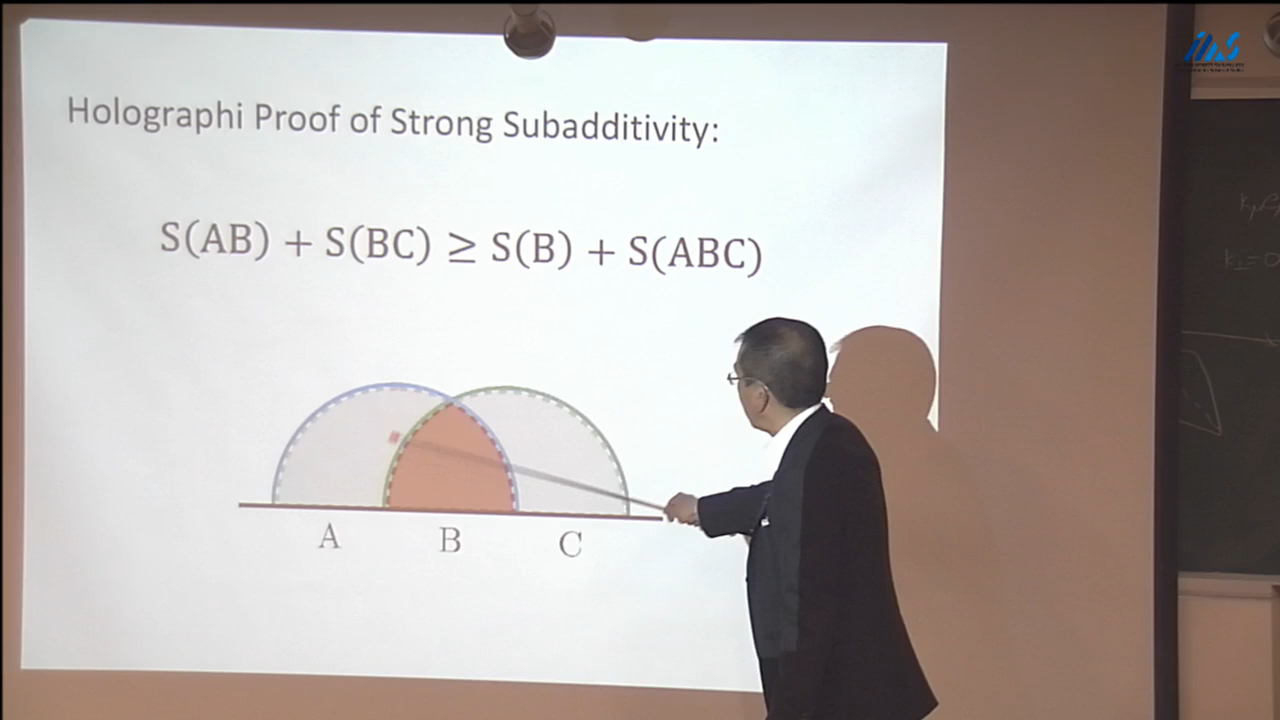 Holographi Proof of Strong Subadditivity:
S(AB) + S(BC) ≥ S(B) + S(ABC)
A B C